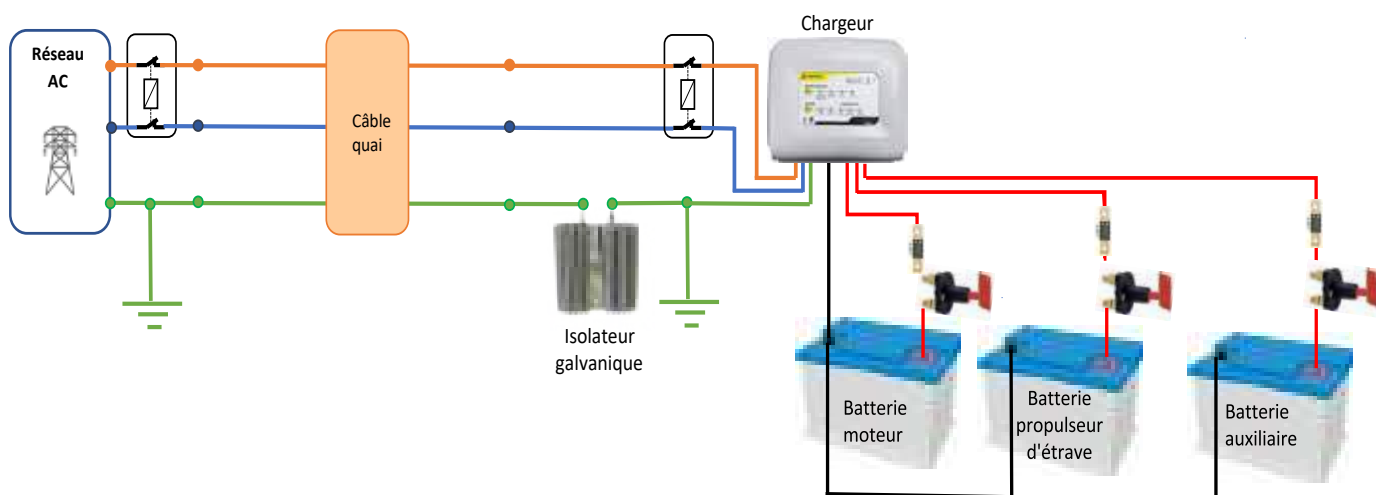 Chargeur
Réseau
AC
Câble
quai
Isolateur
galvanique
Batterie
moteur
Batterie
propulseur
d'étrave
Batterie
auxiliaire